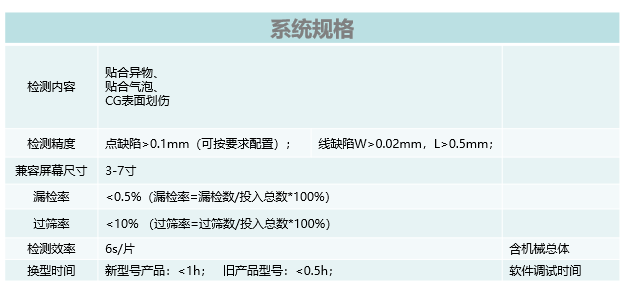 系统规格
检测内容
贴合异物、
贴合气泡、
CG表面划伤
检测精度 点缺陷>0.1mm（可按要求配置）； 线缺陷W>0.02mm，L>0.5mm；
兼容屏幕尺寸 3-7寸
漏检率 <0.5%（漏检率=漏检数/投入总数*100%）
过筛率 <10% （过筛率=过筛数/投入总数*100%）
检测效率 6s/片 含机械总体
换型时间 新型号产品：<1h； 旧产品型号：<0.5h； 软件调试时间